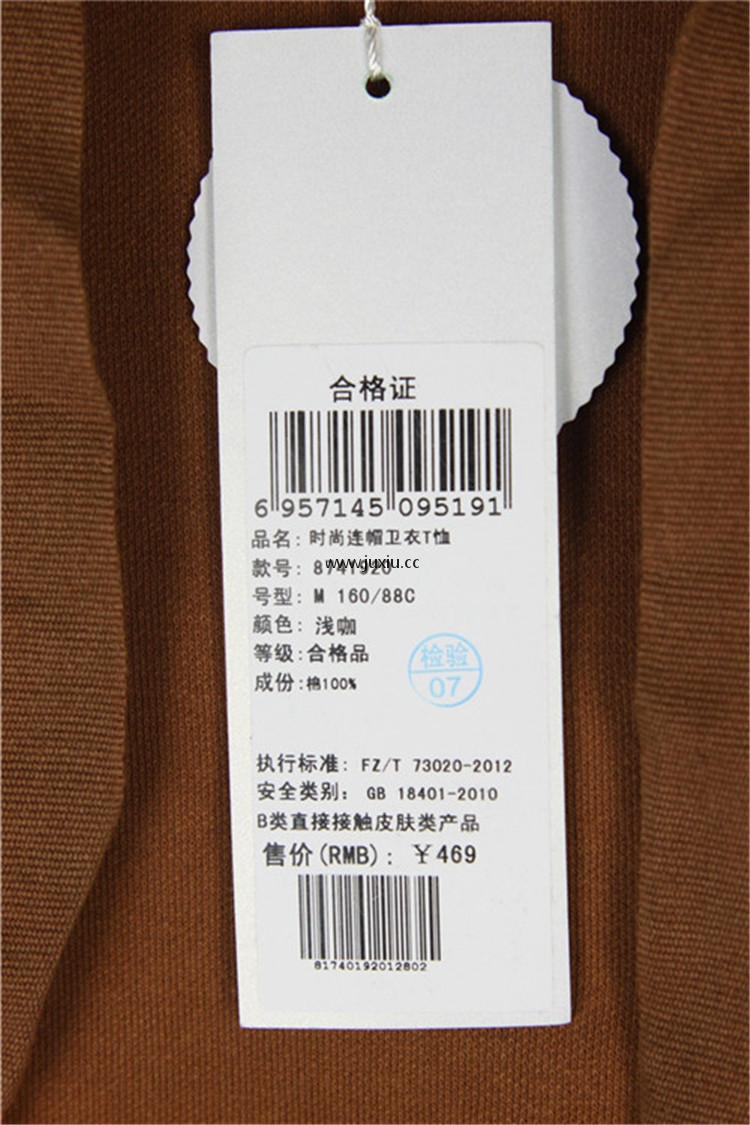 合格证
6 957145 095191
品名: 时尚连帽卫衣T恤
www.juxiu.cc
款号:
号型: M 160/88C
颜色: 浅咖
等级:合格品
成份:棉100%
检验
07
执行标准: FZ/T 73020-2012
安全类别: GB 18401-2010
B类直接接触皮肤类产品
售价(RMB): ¥469
81740192012802